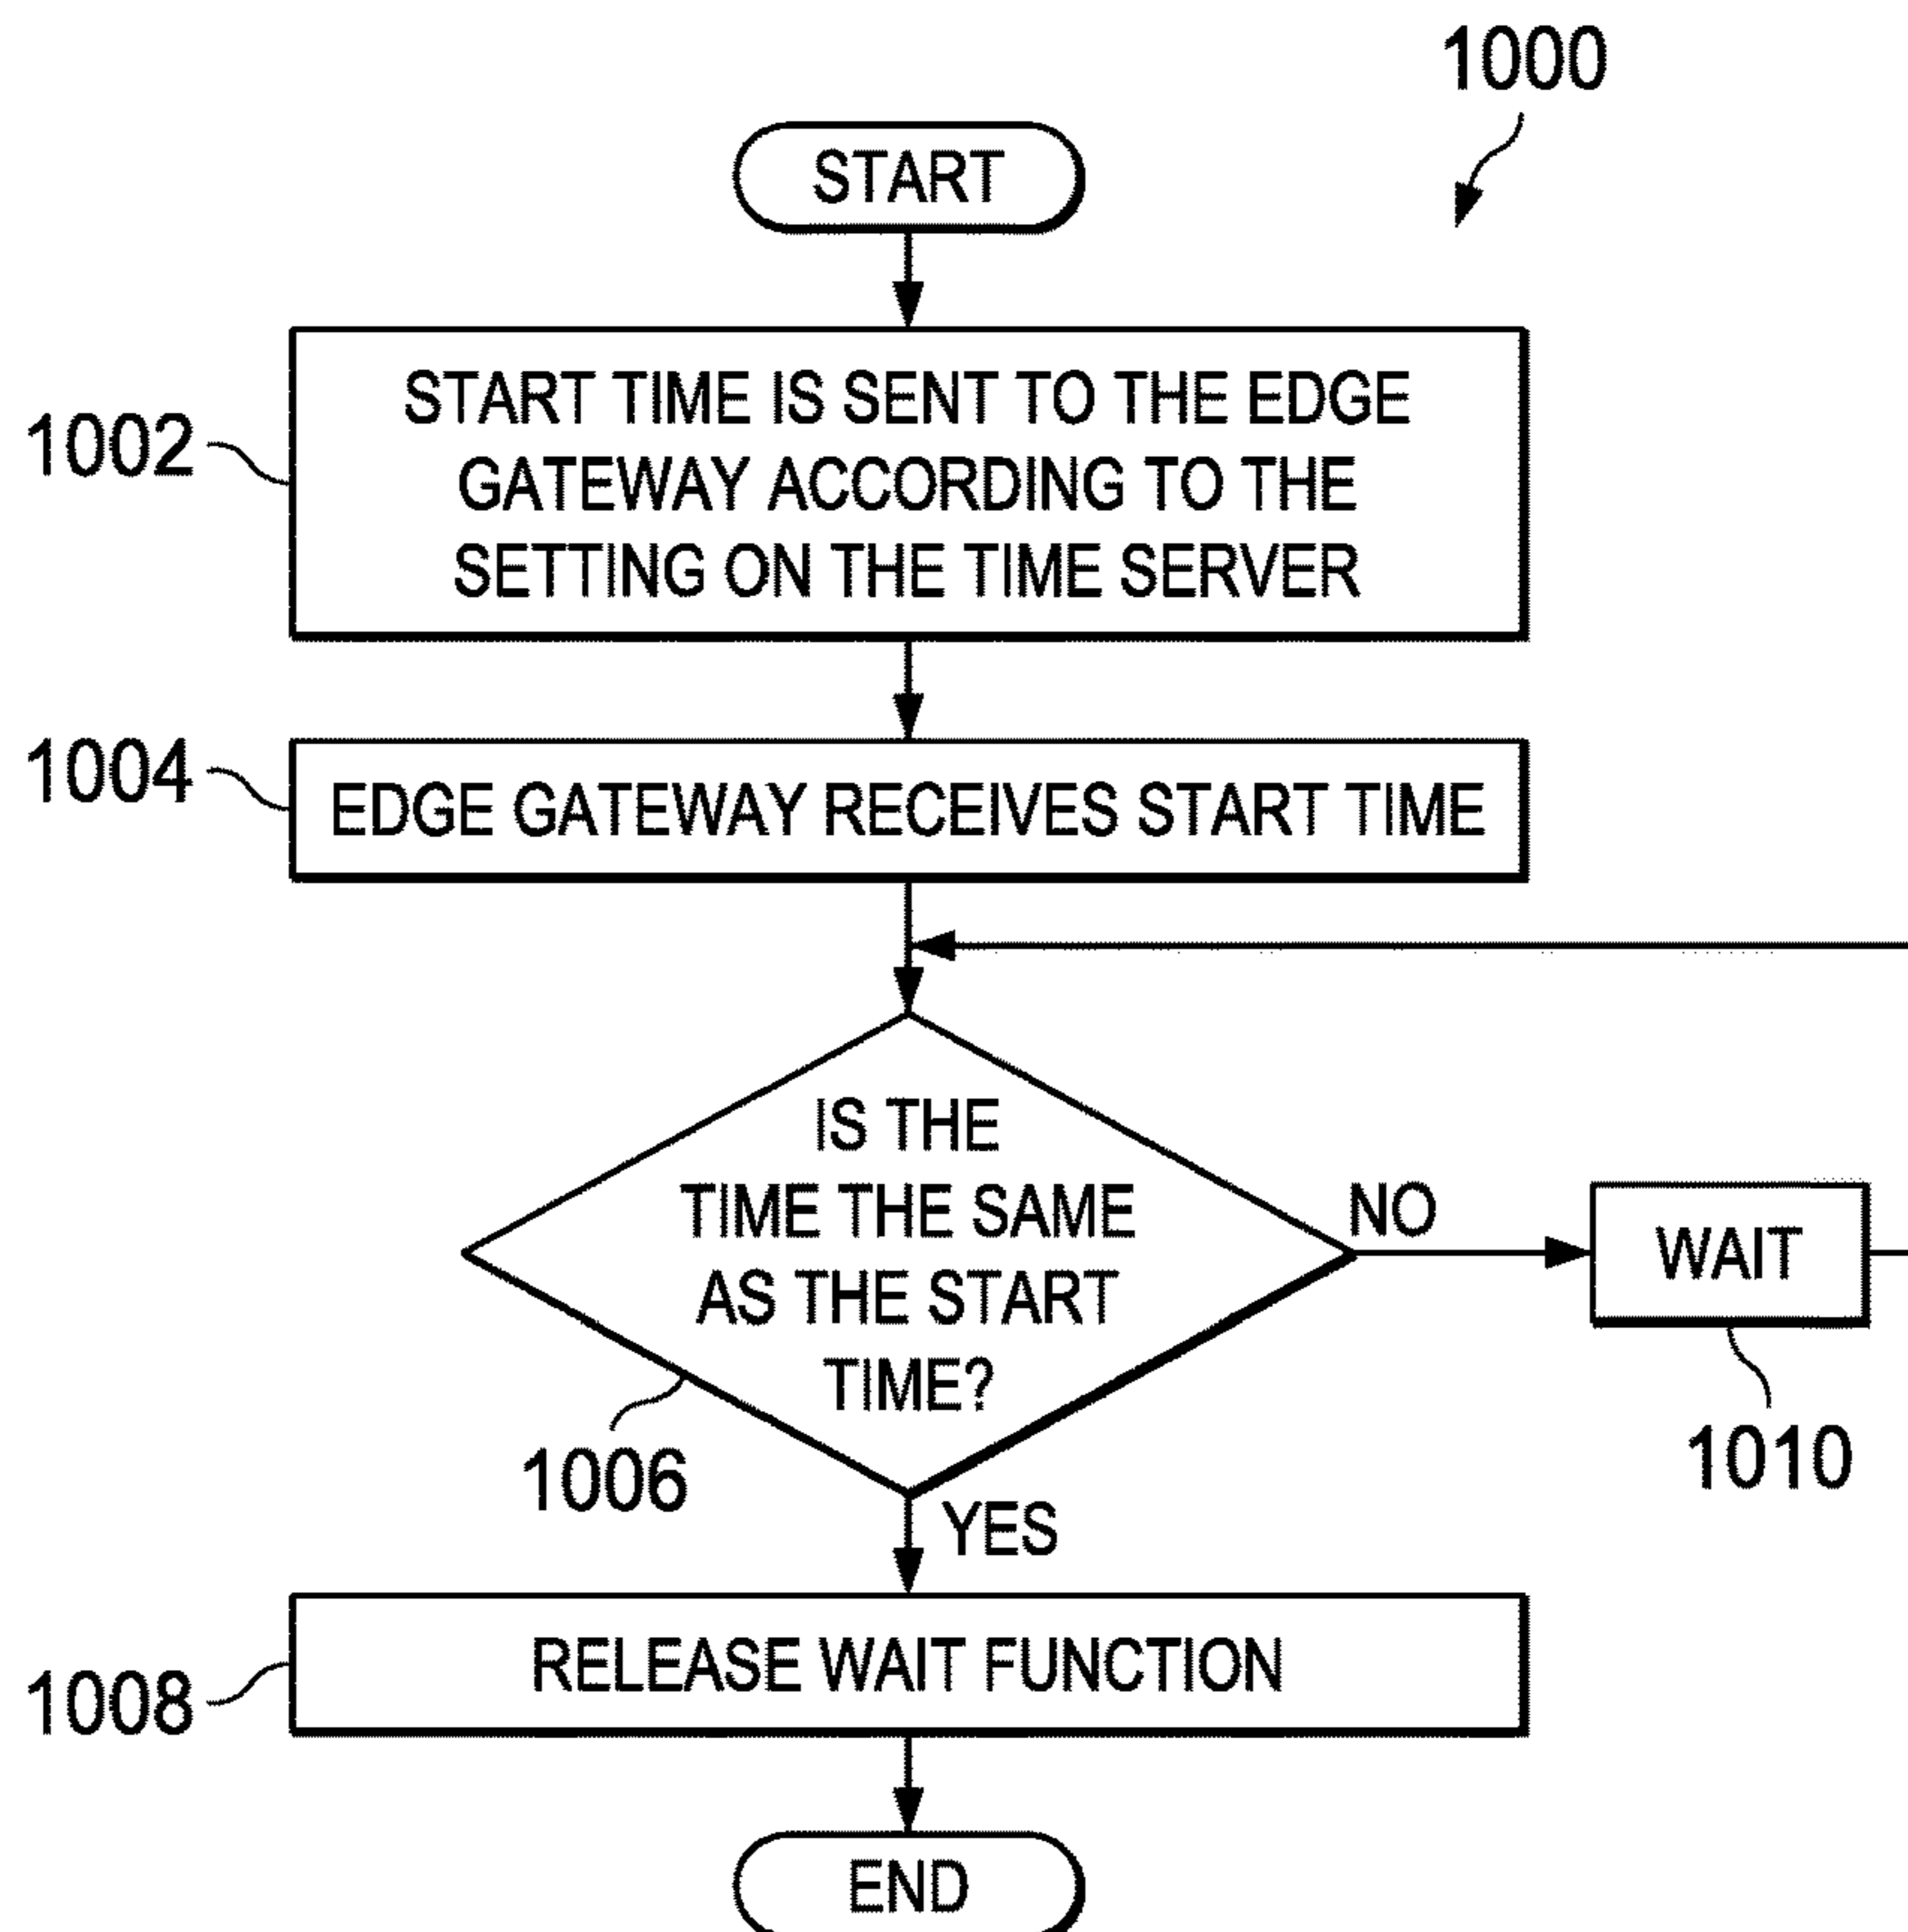 1000
START
1002
START TIME IS SENT TO THE EDGE
GATEWAY ACCORDING TO THE
SETTING ON THE TIME SERVER
1004
EDGE GATEWAY RECEIVES START TIME
IS THE
TIME THE SAME
AS THE START
TIME?
NO
WAIT
1006
1010
YES
1008
RELEASE WAIT FUNCTION
END